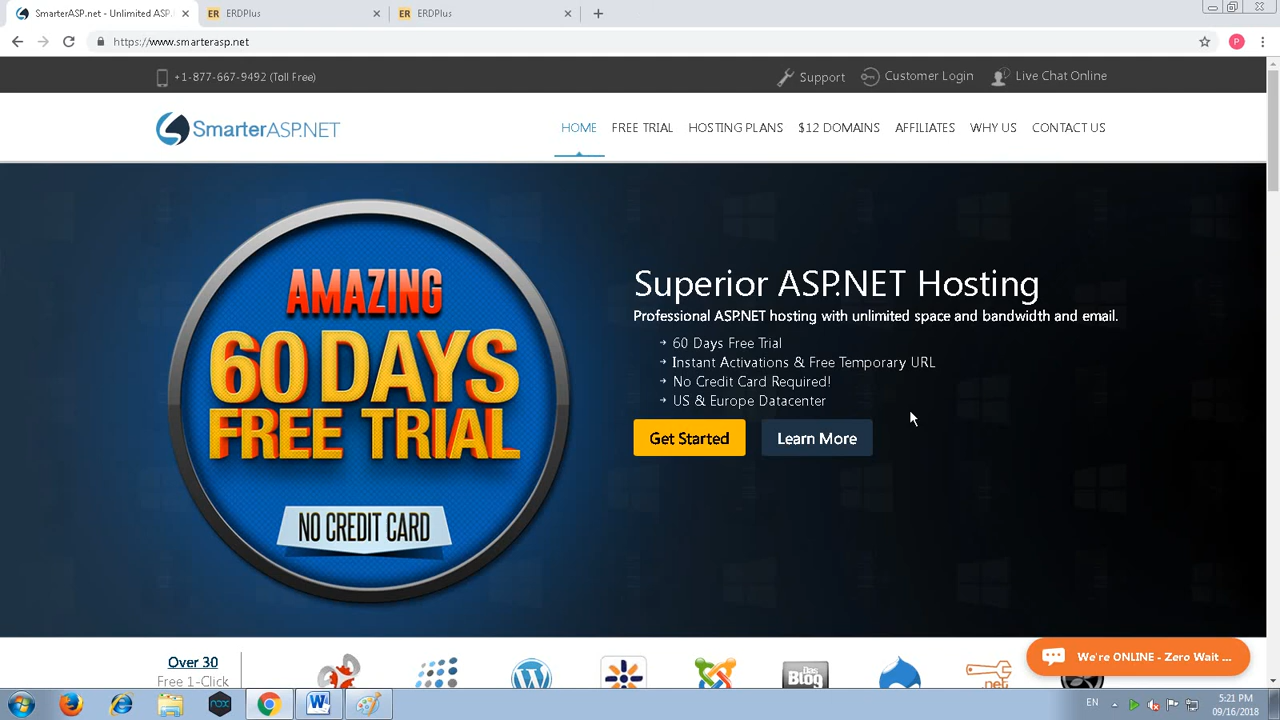 SmarterASP.net - Unlimited ASP.
ER ERDPlus
ER ERDPlus
https://www.smarterasp.net
P
+1-877-667-9492 (Toll Free)
Support
Customer Login
Live Chat Online
SmarterASP.NET
HOME
FREE TRIAL
HOSTING PLANS
$12 DOMAINS
AFFILIATES
WHY US
CONTACT US
AMAZING
60 DAYS
FREE TRIAL
NO CREDIT CARD
Superior ASP.NET Hosting
Professional ASP.NET hosting with unlimited space and bandwidth and email.
60 Days Free Trial
Instant Activations & Free Temporary URL
No Credit Card Required!
US & Europe Datacenter
Get Started
Learn More
Over 30
Free 1-Click
Das
Blog
.net
We're ONLINE - Zero Wait ...
nox
EN
5:21 PM
09/16/2018